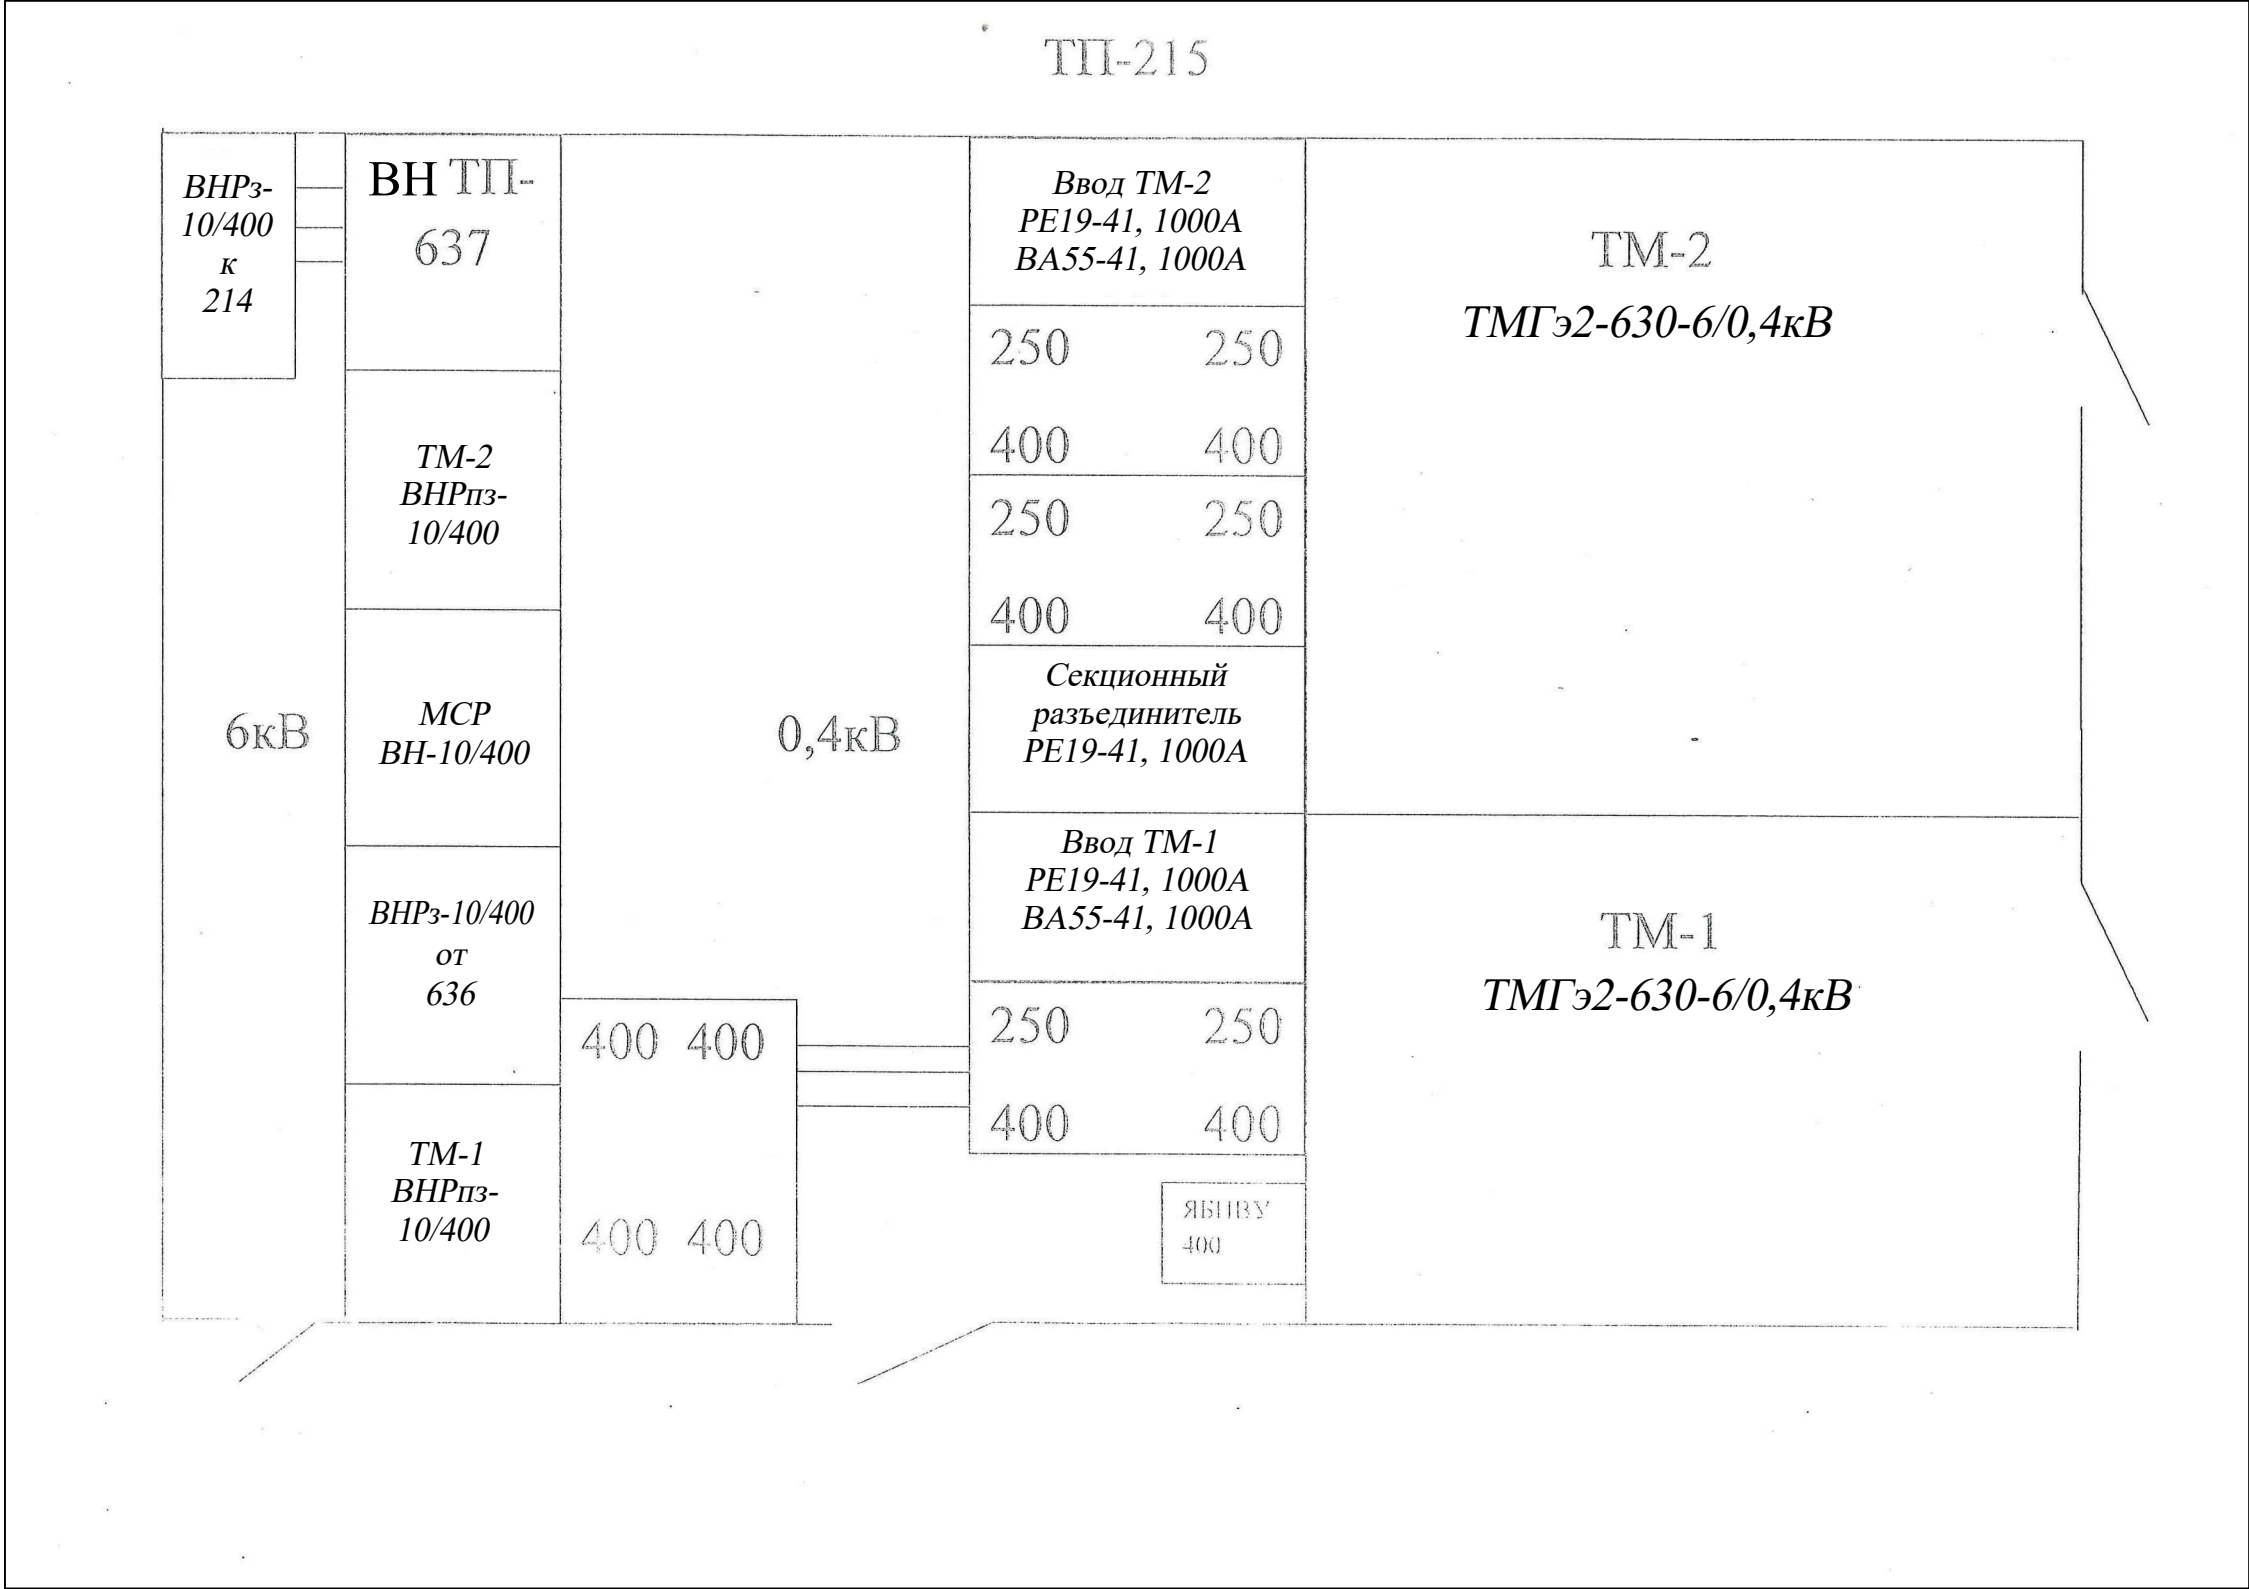 ТП-215
ВНРз-
10/400
к
214
ВН ТП-
637
ТМ-2
ВНРпз-
10/400
6кВ
МСР
ВН-10/400
ВНРз-10/400
от
636
ТМ-1
ВНРпз-
10/400
0,4кВ
400 400
400 400
Ввод ТМ-2
РЕ19-41, 1000А
ВА55-41, 1000А
250 250
400 400
250 250
400 400
Секционный
разъединитель
РЕ19-41, 1000А
Ввод ТМ-1
РЕ19-41, 1000А
ВА55-41, 1000А
250 250
400 400
ЯБПВУ
400
ТМ-2
ТМГэ2-630-6/0,4кВ
ТМ-1
ТМГэ2-630-6/0,4кВ